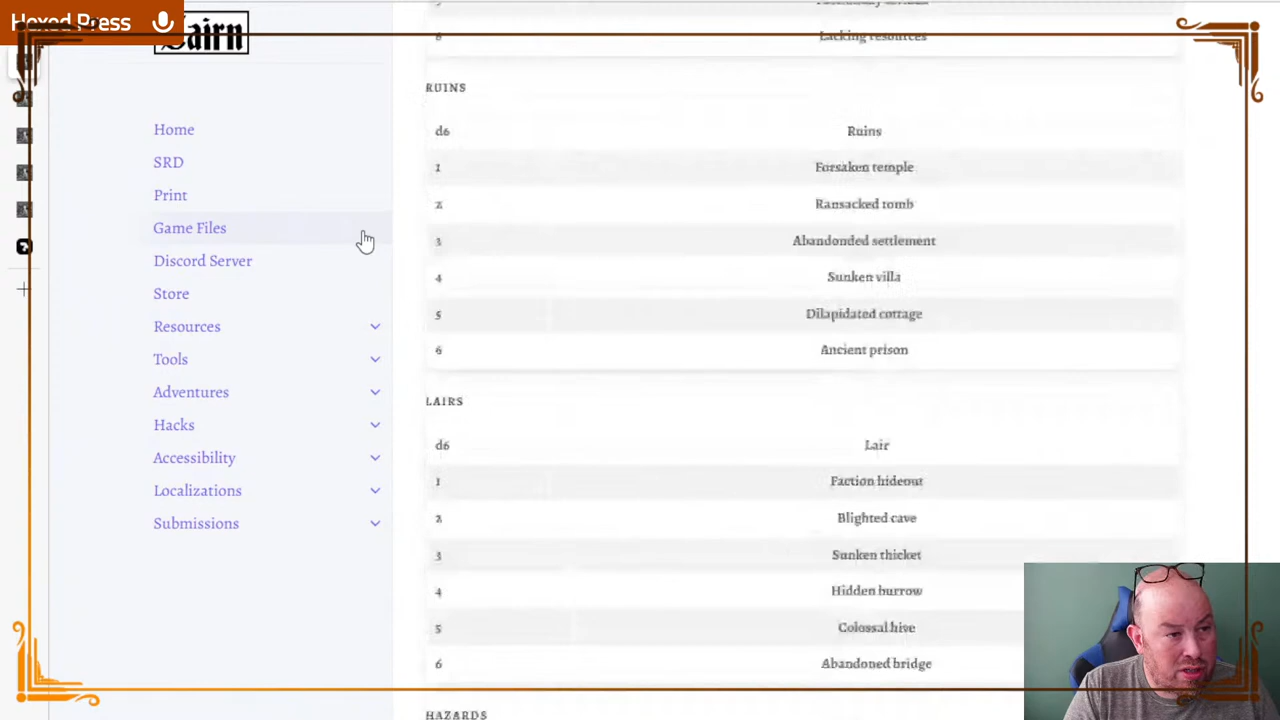 Hexed Press
Cairn
Home
SRD
Print
Game Files
Discord Server
Store
Resources
Tools
Adventures
Hacks
Accessibility
Localizations
Submissions
6 Lacking resources
RUINS
d6 Ruins
1 Forsaken temple
2 Ransacked tomb
3 Abandonded settlement
4 Sunken villa
5 Dilapidated cottage
6 Ancient prison
LAIRS
d6 Lair
1 Faction hideout
2 Blighted cave
3 Sunken thicket
4 Hidden burrow
5 Colossal hive
6 Abandoned bridge
HAZARDS